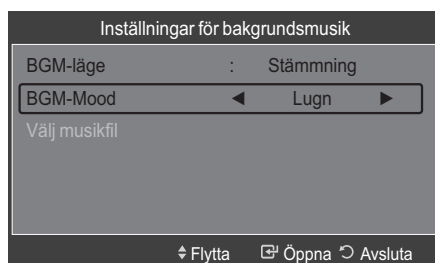 Inställningar för bakgrundsmusik
BGM-läge : Stämmning
BGM-Mood ◄ Lugn ►
Välj musikfil
Flytta Öppna Avsluta